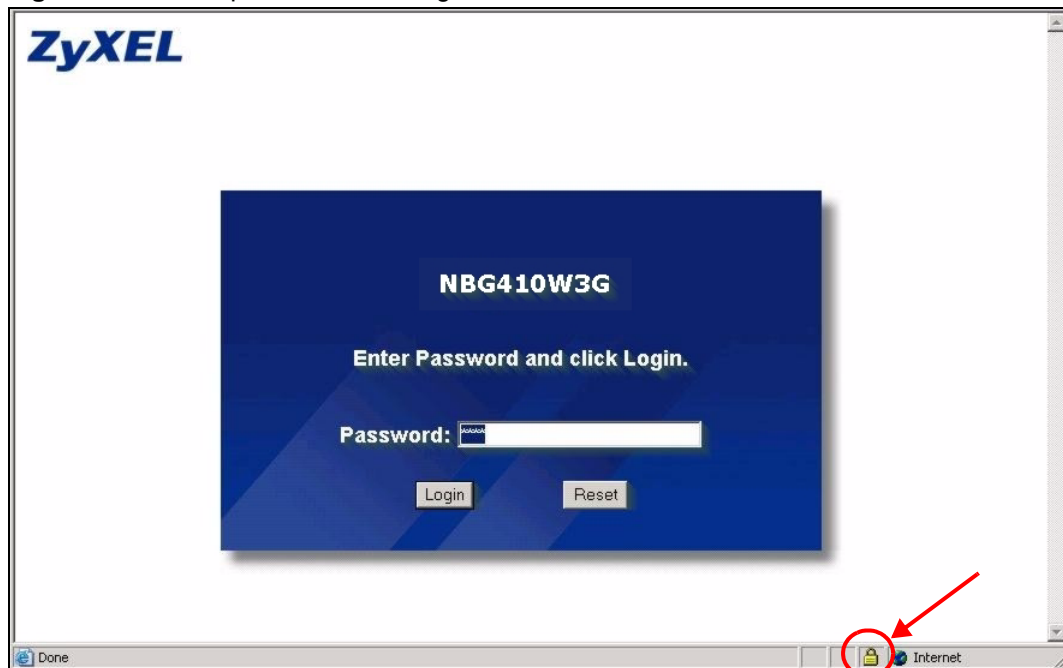 ZyXEL
NBG410W3G
Enter Password and click Login.
Password: ****
Login Reset
Done Internet